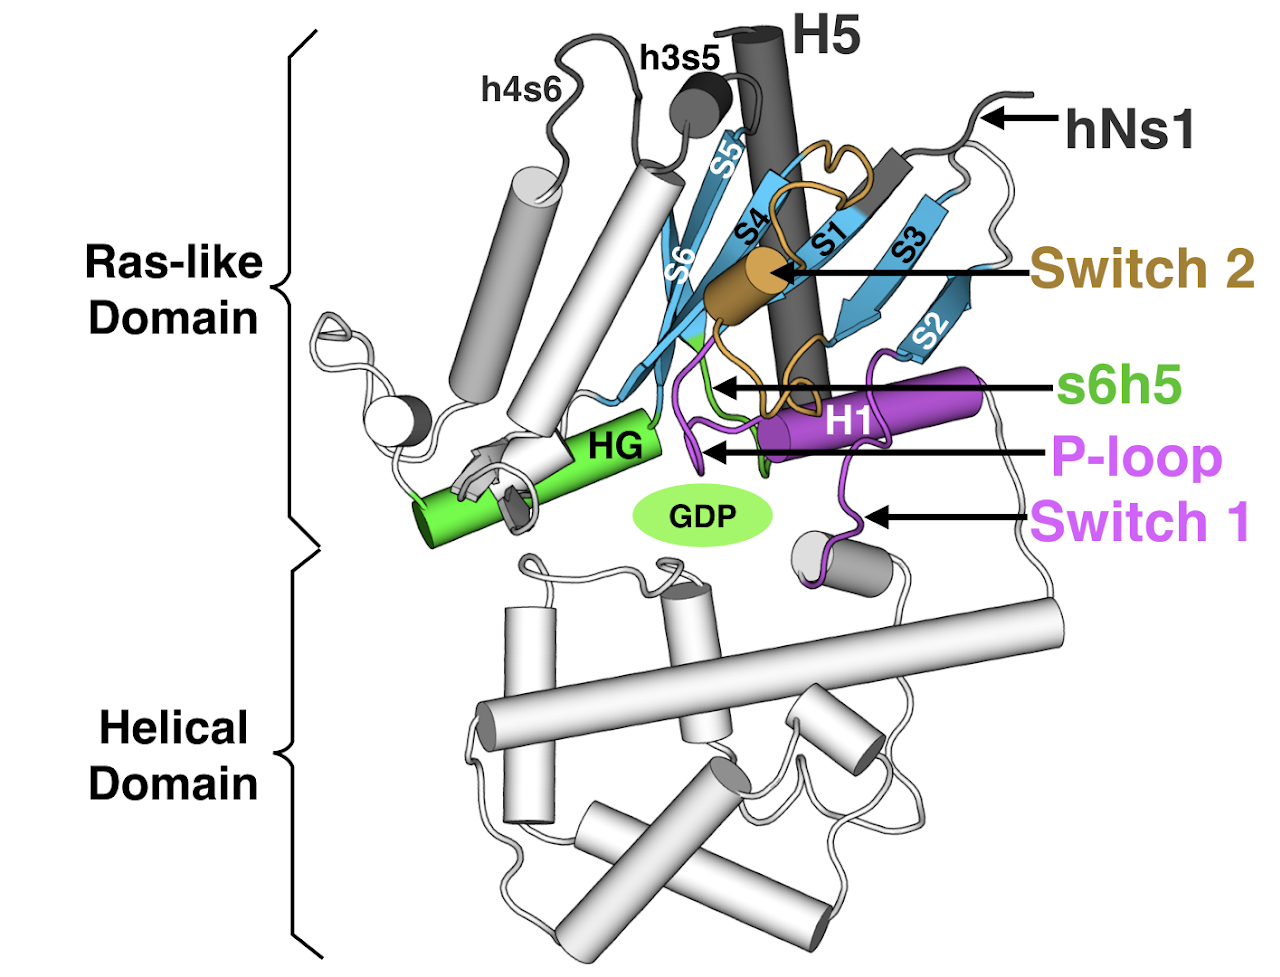 H5
h3s5
h4s6
hNs1
S5
S4
S1
S3
S6
S2
Ras-like
Domain
Switch 2
s6h5
H1
HG
P-loop
GDP
Switch 1
Helical
Domain